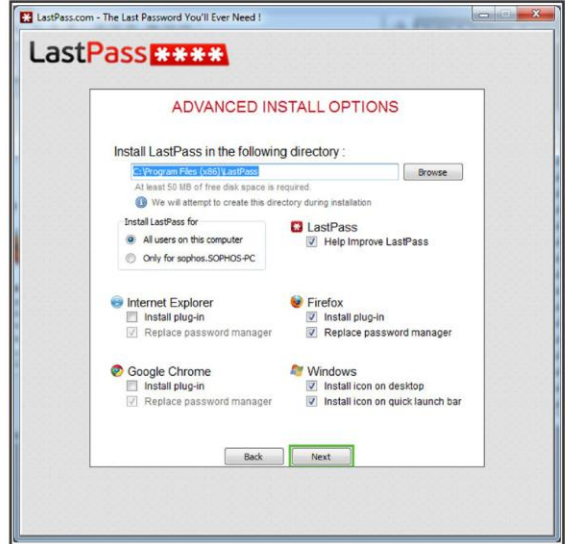 LastPass.com - The Last Password You'll Ever Need !
LastPass ****
ADVANCED INSTALL OPTIONS
Install LastPass in the following directory :
C:\Program Files (x86)\LastPass
Browse
At least 50 MB of free disk space is required.
We will attempt to create this directory during installation
Install LastPass for
All users on this computer
Only for sophos.SOPHOS-PC
LastPass
Help Improve LastPass
Internet Explorer
Install plug-in
Replace password manager
Firefox
Install plug-in
Replace password manager
Google Chrome
Install plug-in
Replace password manager
Windows
Install icon on desktop
Install icon on quick launch bar
Back
Next